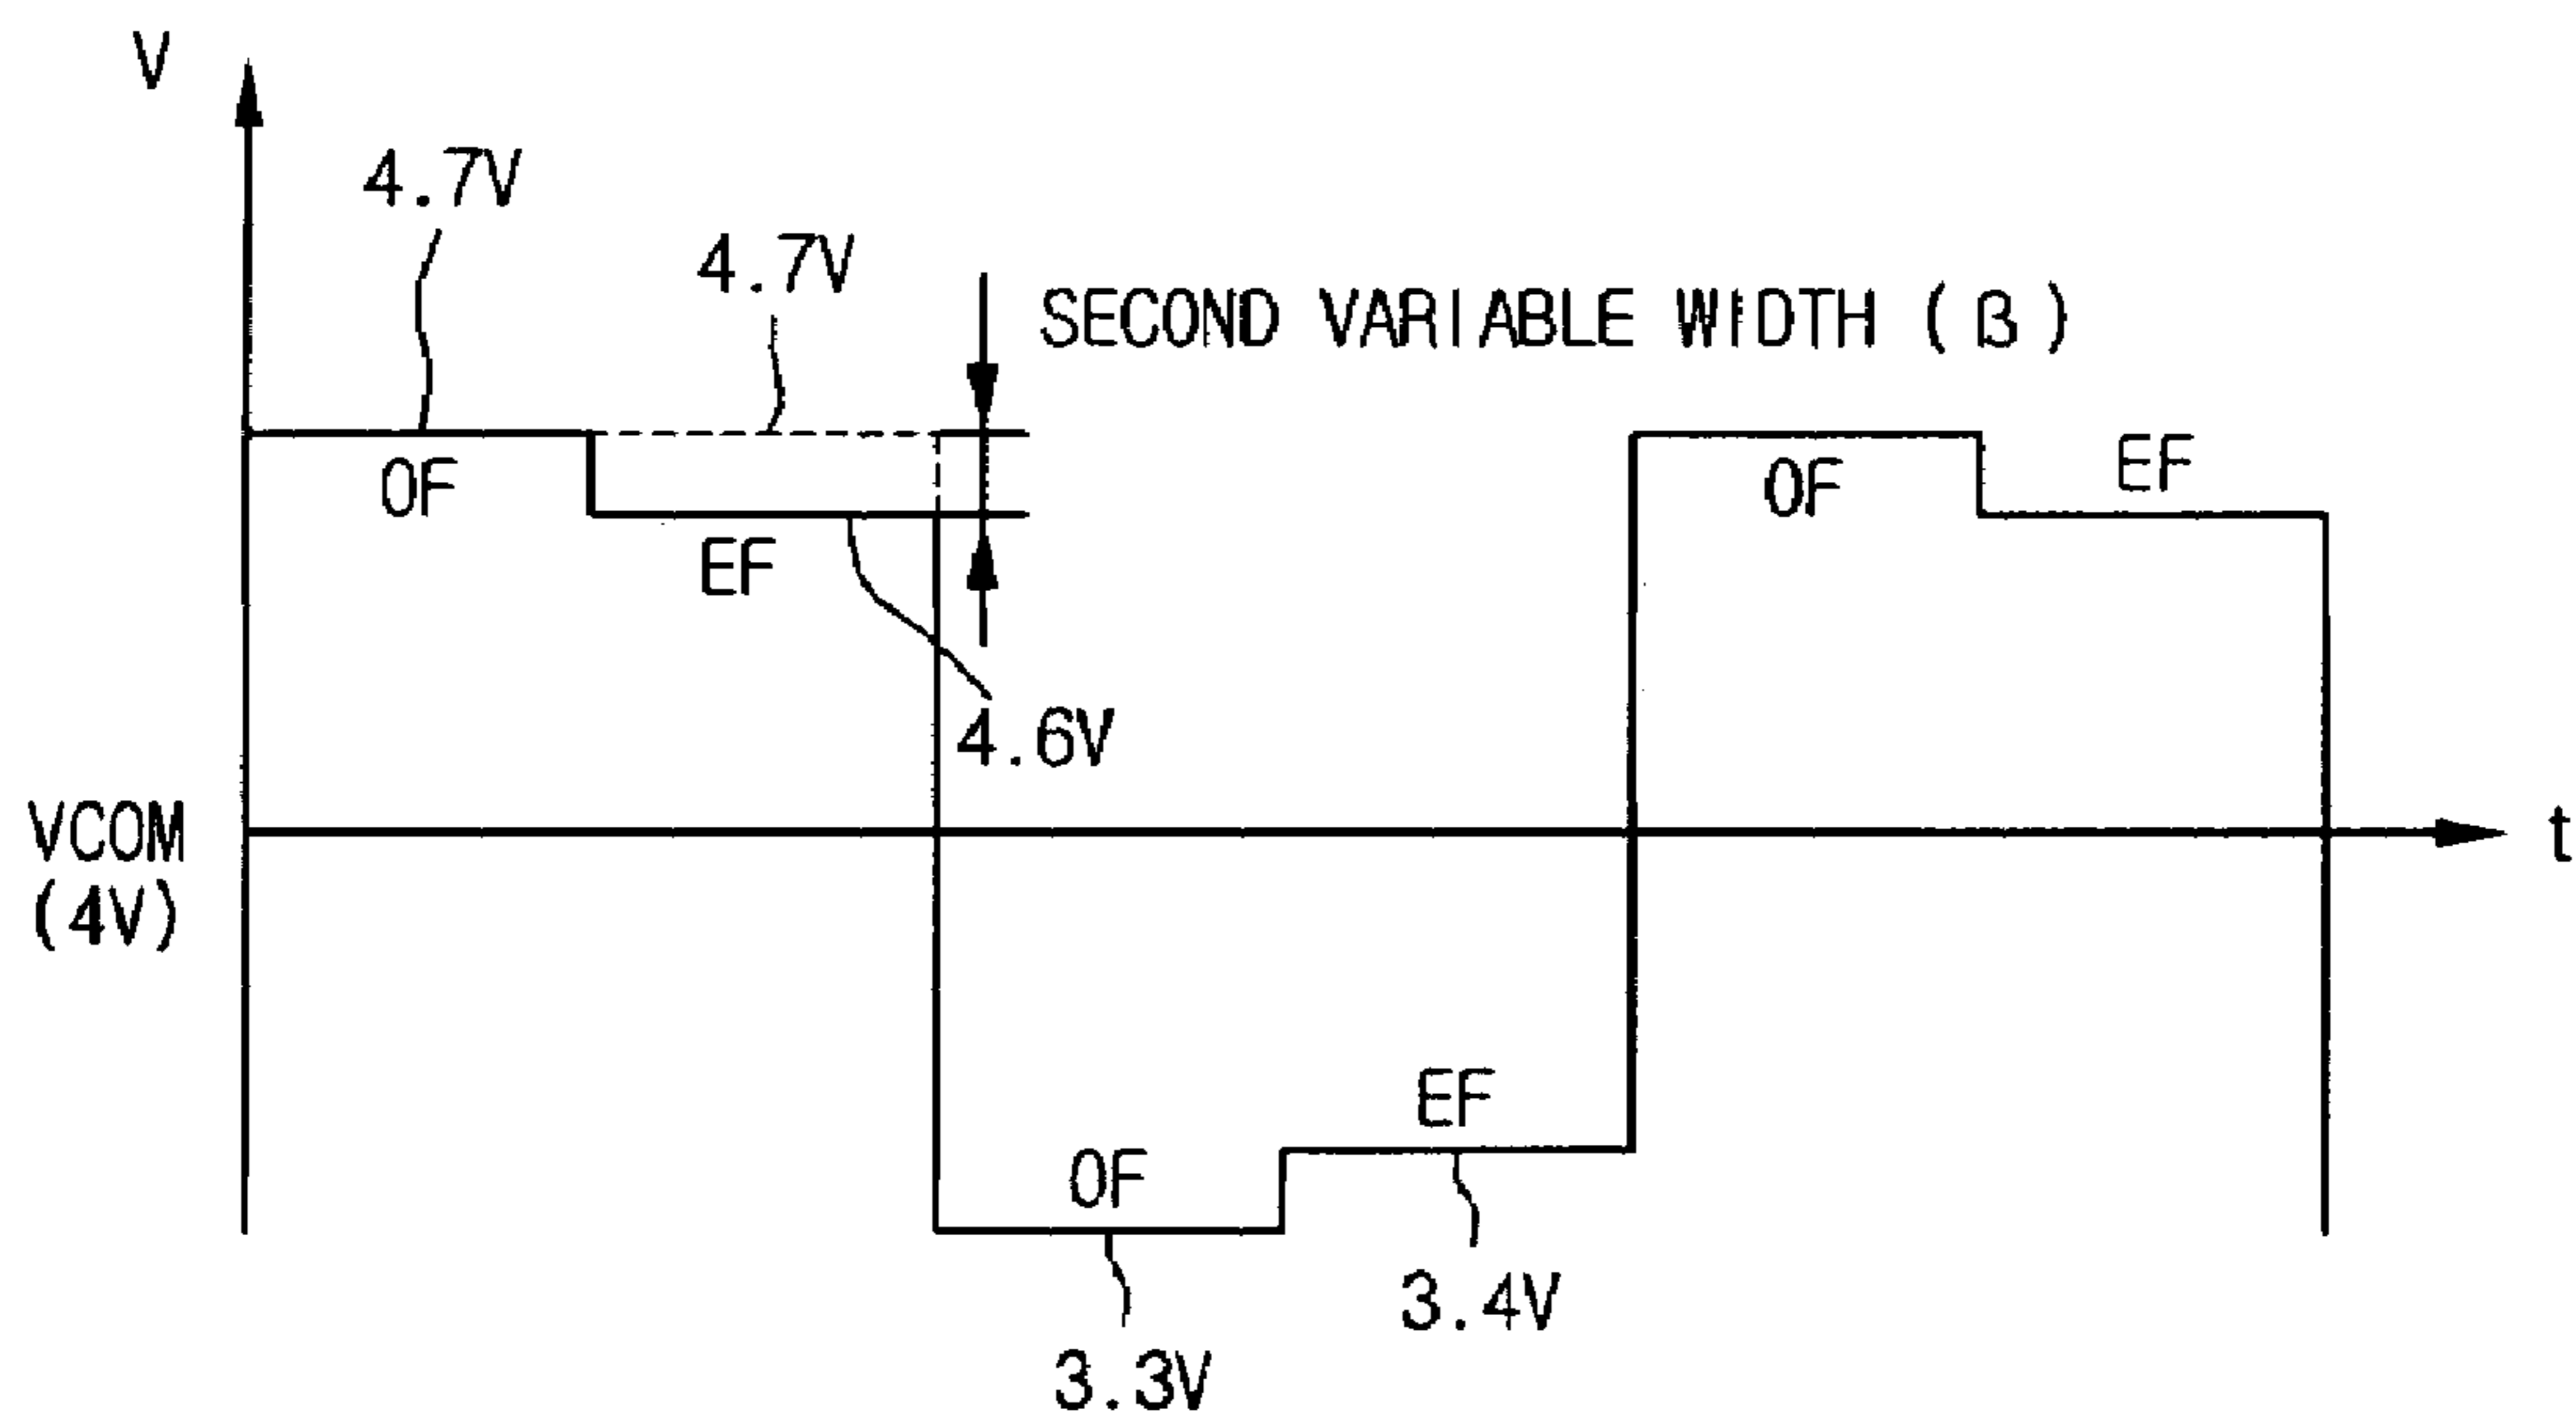 V
4.7V
4.7V
SECOND VARIABLE WIDTH (β)
OF
EF
OF
EF
4.6V
VCOM
(4V)
t
OF
EF
3.4V
3.3V